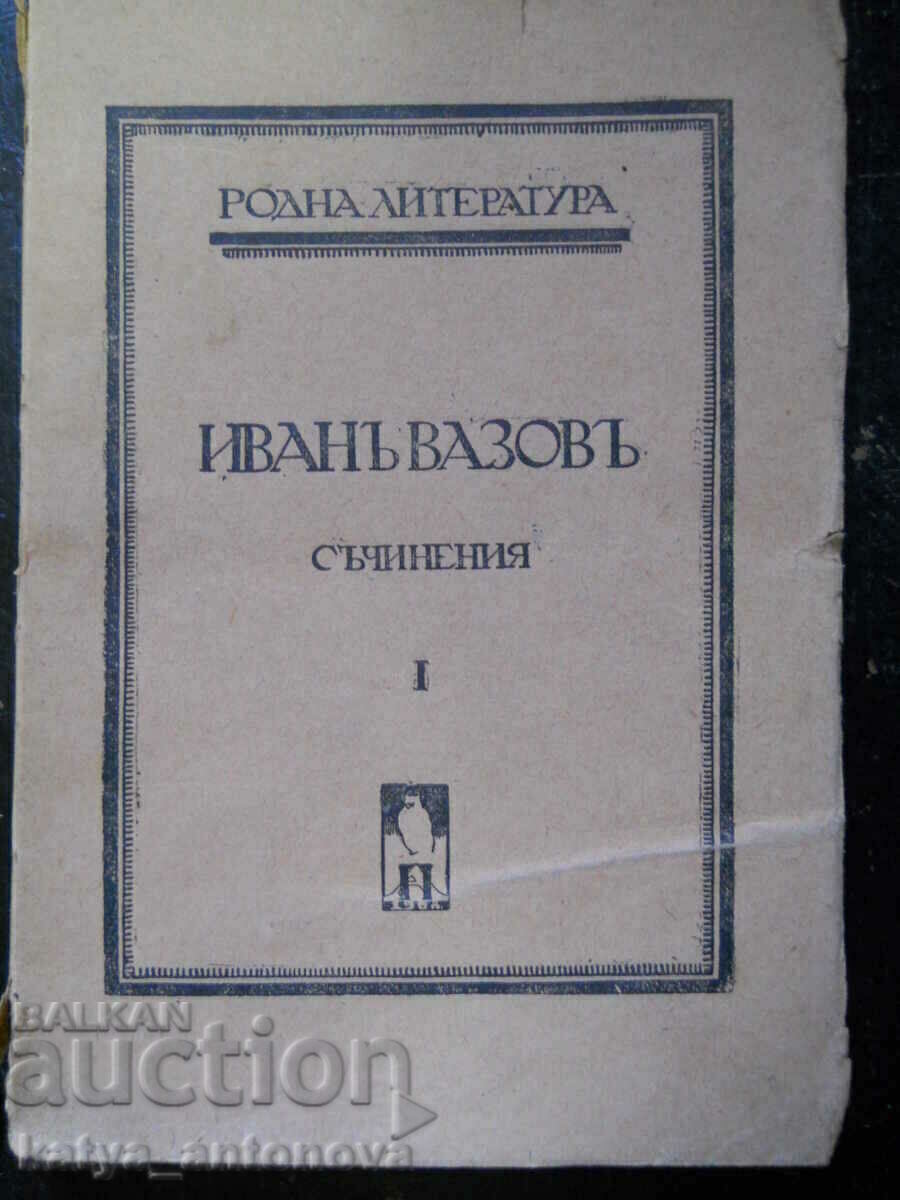 РОДНА ЛИТЕРАТУРА
ИВАНЪ ВАЗОВЪ
СЪЧИНЕНИЯ
I
П
BALKAN
auction
katya_antonova